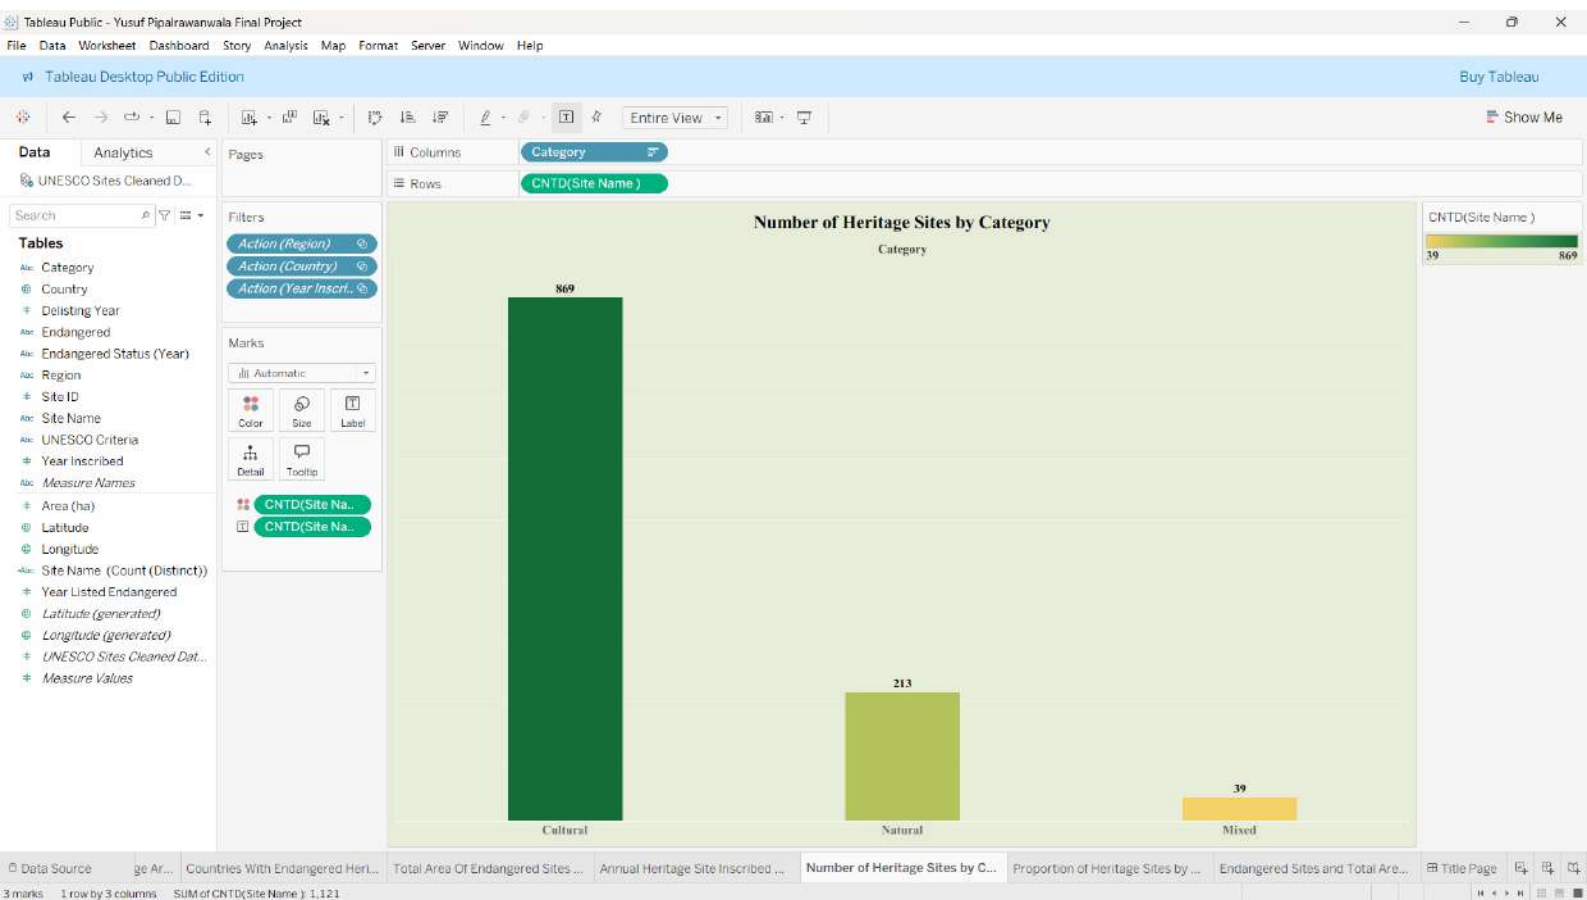 Tableau Public - Yusuf Pipalrawanwala Final Project
File Data Worksheet Dashboard Story Analysis Map Format Server Window Help
Tableau Desktop Public Edition
Buy Tableau
Entire View
Show Me
Data
Analytics
UNESCO Sites Cleaned D...
Search
Tables
Abc Category
Country
# Delisting Year
Abc Endangered
Abc Endangered Status (Year)
Abc Region
# Site ID
Abc Site Name
Abc UNESCO Criteria
# Year Inscribed
Abc Measure Names
# Area (ha)
Latitude
Longitude
Site Name (Count (Distinct))
# Year Listed Endangered
Latitude (generated)
Longitude (generated)
# UNESCO Sites Cleaned Dat...
# Measure Values
Pages
Filters
Action (Region)
Action (Country)
Action (Year Inscri..
Marks
Automatic
Color
Size
Label
Detail
Tooltip
CNTD(Site Na..
CNTD(Site Na..
Columns
Category
Rows
CNTD(Site Name )
Number of Heritage Sites by Category
Category
869
213
39
Cultural
Natural
Mixed
CNTD(Site Name )
39
869
Data Source
ge Ar...
Countries With Endangered Heri...
Total Area Of Endangered Sites ...
Annual Heritage Site Inscribed ...
Number of Heritage Sites by C...
Proportion of Heritage Sites by ...
Endangered Sites and Total Are...
Title Page
3 marks 1 row by 3 columns SUM of CNTD(Site Name ): 1,121